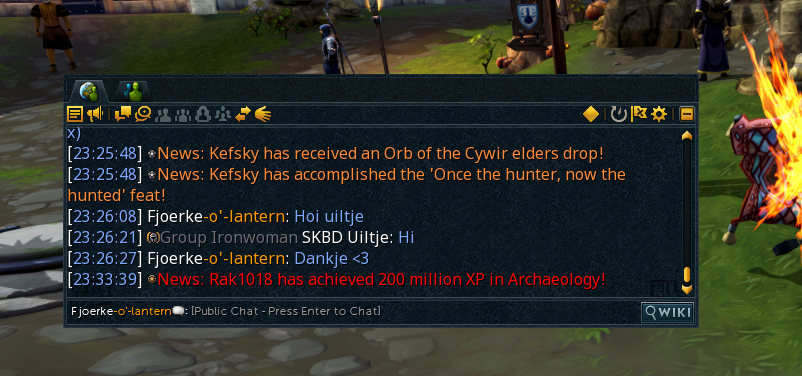 x)
[23:25:48] News: Kefsky has received an Orb of the Cywir elders drop!
[23:25:48] News: Kefsky has accomplished the 'Once the hunter, now the
hunted' feat!
[23:26:08] Fjoerke-o'-lantern: Hoi uiltje
[23:26:21] Group Ironwoman SKBD Uiltje: Hi
[23:26:27] Fjoerke-o'-lantern: Dankje <3
[23:33:39] News: Rak1018 has achieved 200 million XP in Archaeology!
Fjoerke-o'-lantern: [Public Chat - Press Enter to Chat]
WIKI